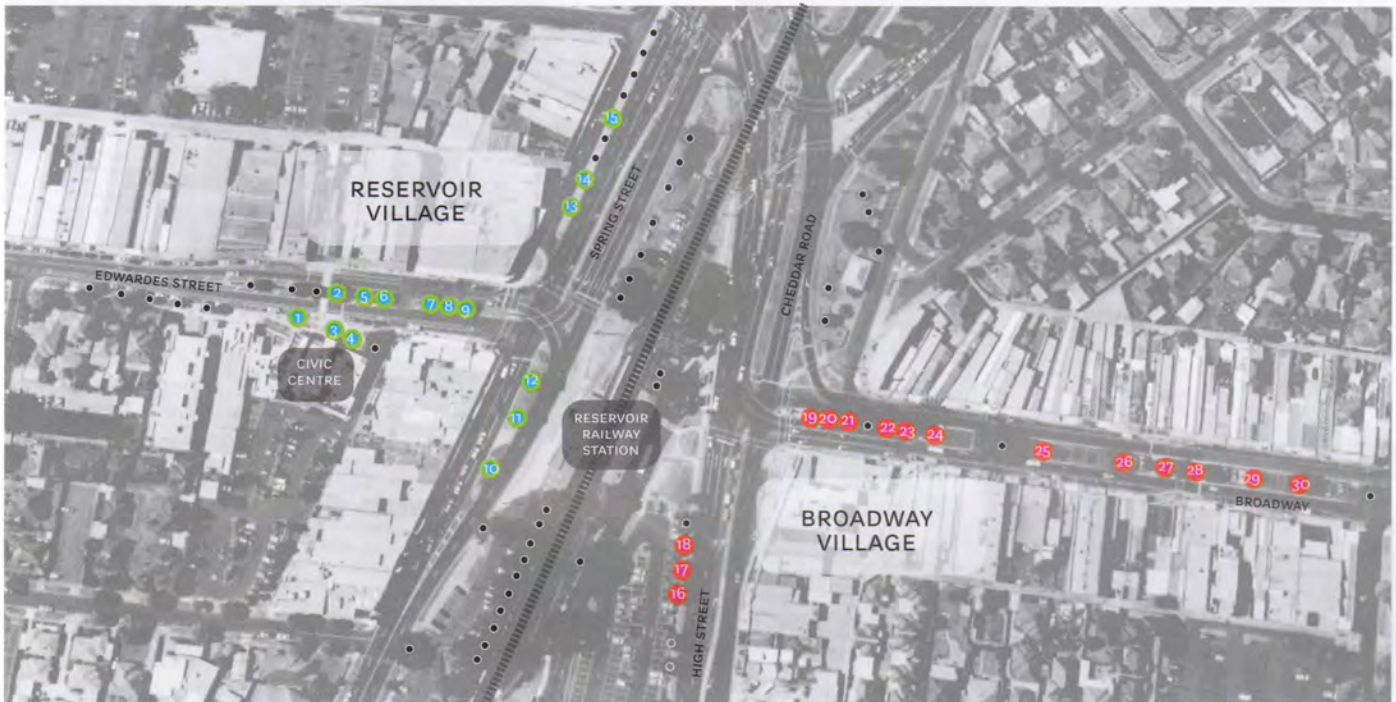 15
14
13
RESERVOIR
VILLAGE
SPRING STREET
CHEDDAR ROAD
EDWARDES STREET
2
5
6
7
8
9
1
3
4
CIVIC
CENTRE
12
11
10
RESERVOIR
RAILWAY
STATION
19
20
21
22
23
24
25
26
27
28
29
30
BROADWAY
BROADWAY
VILLAGE
18
17
16
HIGH STREET